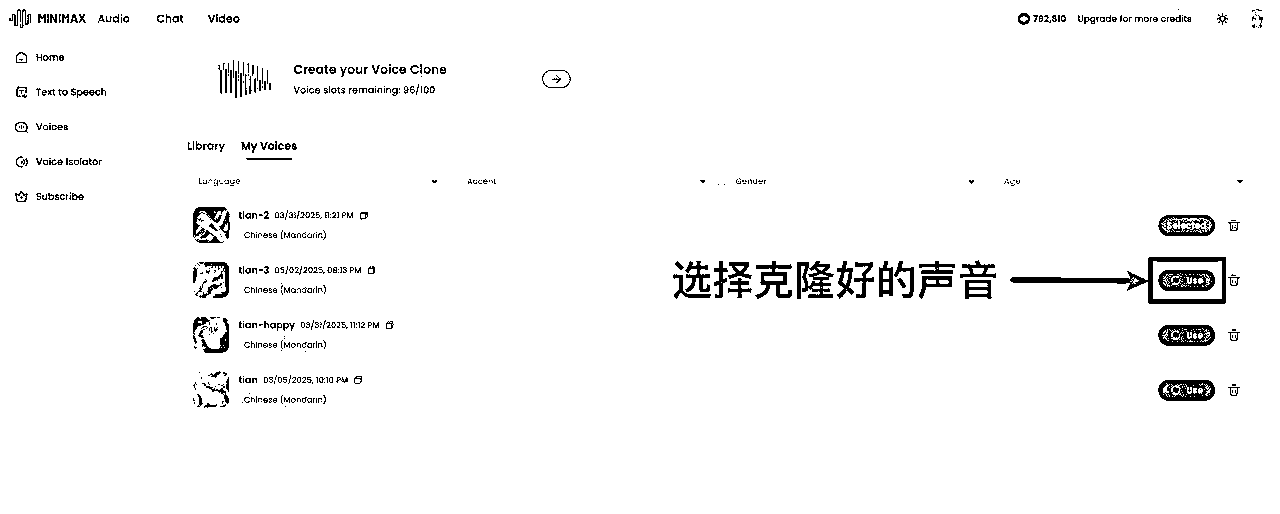 MINIMAX Audio Chat Video 792,810 Upgrade for more credits
Home
Create your Voice Clone
Voice slots remaining: 96/100
Text to Speech
Voices
Library My Voices
Voice Isolator
Language Accent Gender Age
Subscribe
tian-2 03/31/2025, 11:21 PM Selected
Chinese (Mandarin)
tian-3 05/02/2025, 08:13 PM Use
选择克隆好的声音
Chinese (Mandarin)
tian-happy 03/31/2025, 11:12 PM Use
Chinese (Mandarin)
tian 03/05/2025, 10:10 PM Use
Chinese (Mandarin)